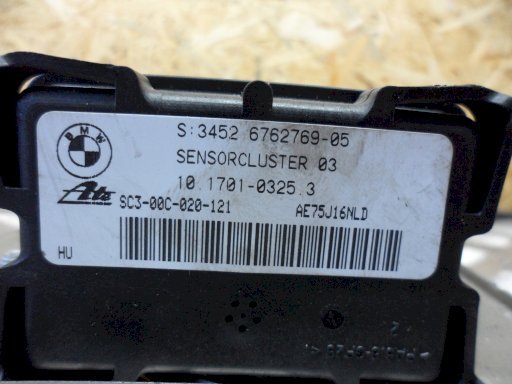 BMW
S:3452 6762769-05
SENSORCLUSTER 03
Ate
10.1701-0325.3
SC3-00C-020-121 AE75J16NLD
HU